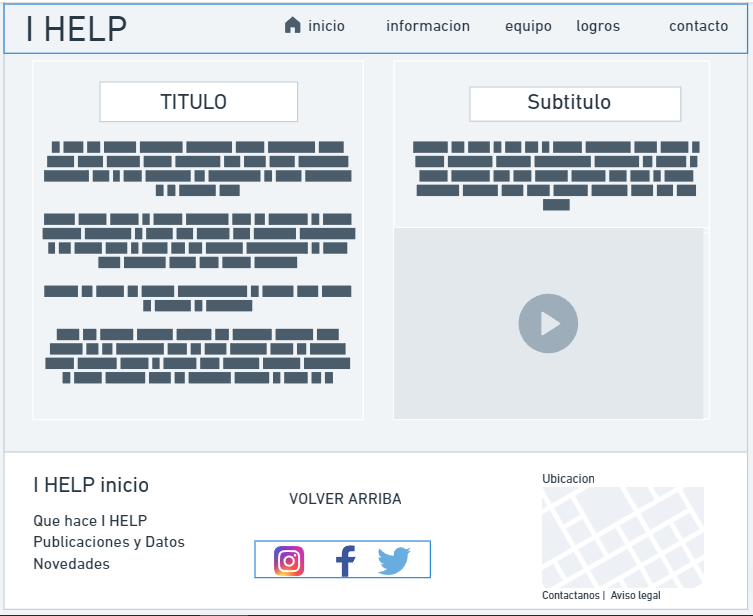 I HELP
inicio informacion equipo logros contacto
TITULO
Subtitulo
I HELP inicio
Que hace I HELP
Publicaciones y Datos
Novedades
VOLVER ARRIBA
Ubicacion
Contactanos | Aviso legal